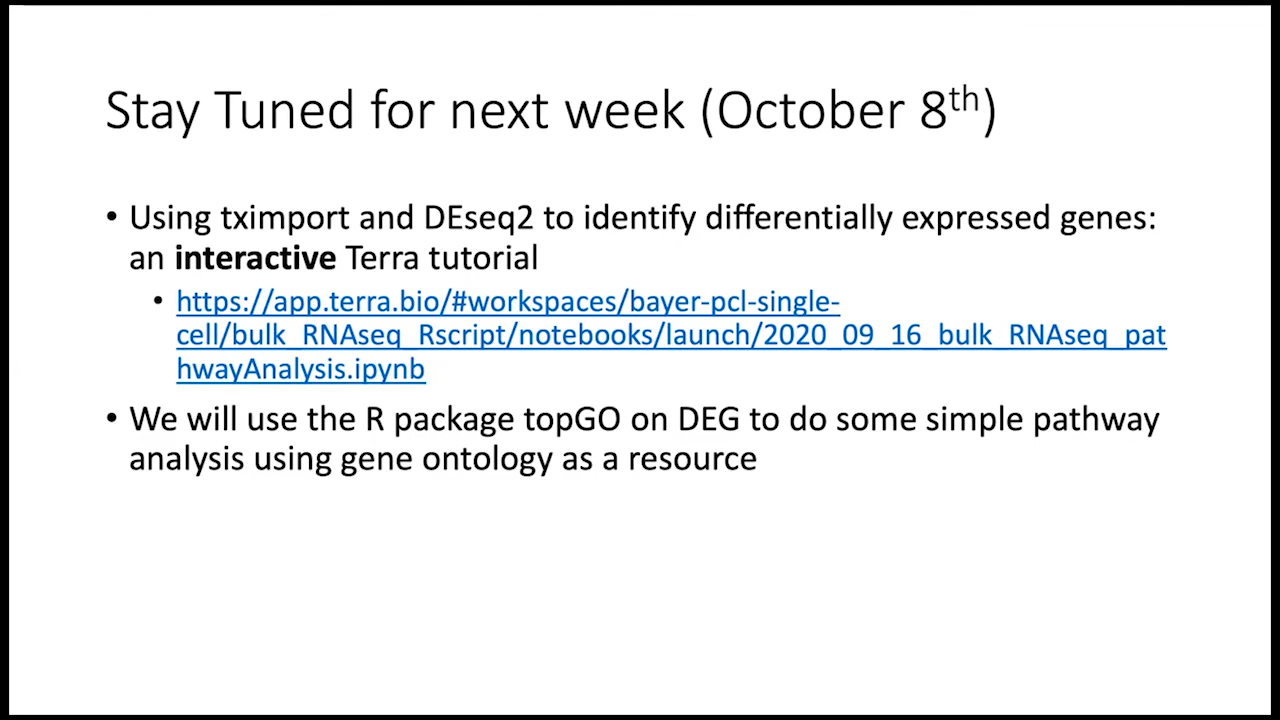 Stay Tuned for next week (October 8th)
• Using tximport and DEseq2 to identify differentially expressed genes:
an interactive Terra tutorial
• https://app.terra.bio/#workspaces/bayer-pcl-single-
cell/bulk_RNAseq_Rscript/notebooks/launch/2020_09_16_bulk_RNAseq_pat
hwayAnalysis.ipynb
• We will use the R package topGO on DEG to do some simple pathway
analysis using gene ontology as a resource